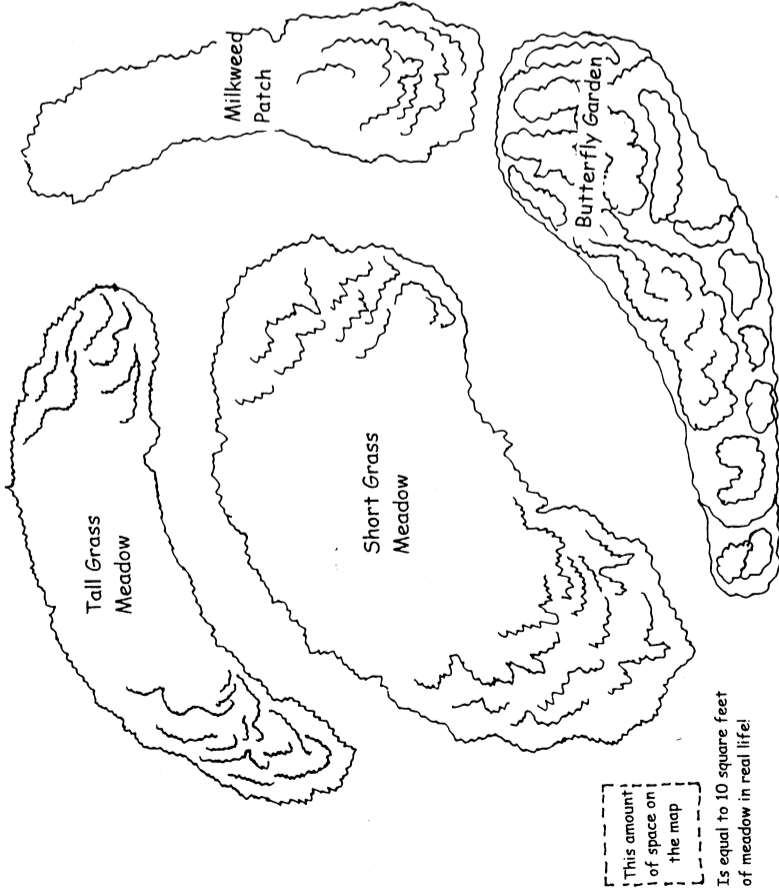 Milkweed
Patch
Butterfly Garden
Tall Grass
Meadow
Short Grass
Meadow
This amount
of space on
the map
Is equal to 10 square feet
of meadow in real life!